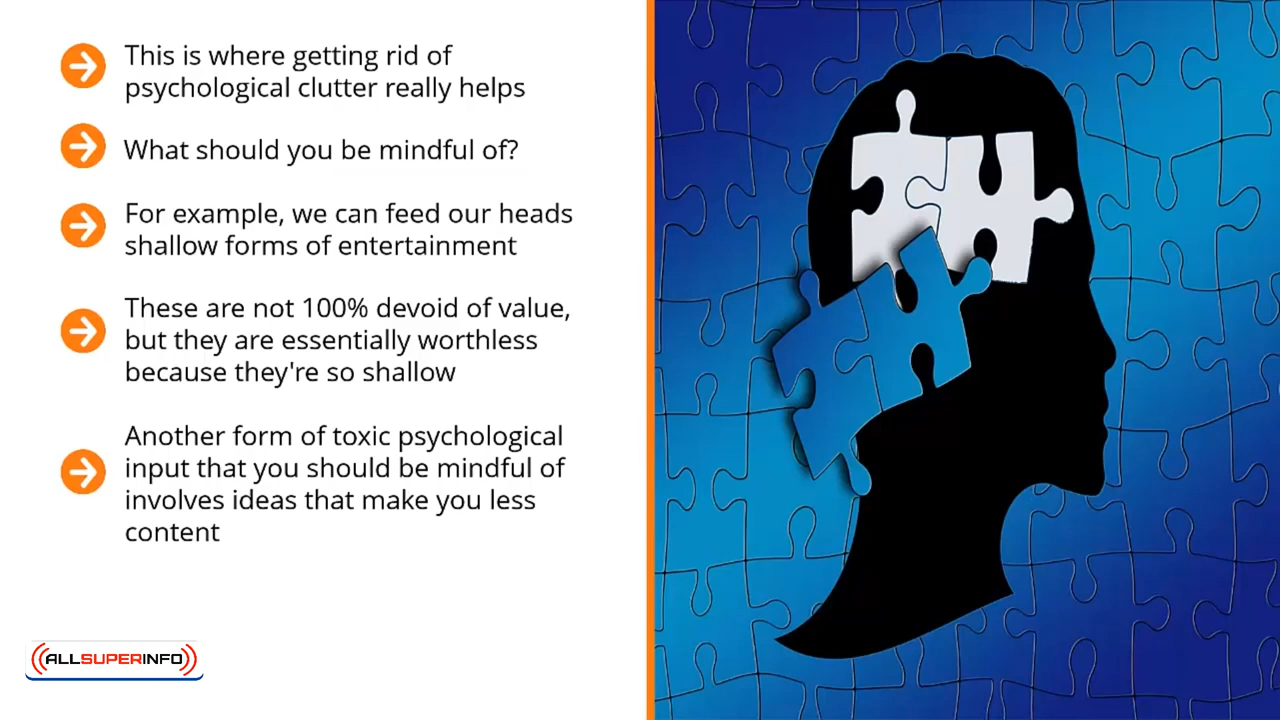 This is where getting rid of
psychological clutter really helps
What should you be mindful of?
For example, we can feed our heads
shallow forms of entertainment
These are not 100% devoid of value,
but they are essentially worthless
because they're so shallow
Another form of toxic psychological
input that you should be mindful of
involves ideas that make you less
content
ALLSUPERINFO